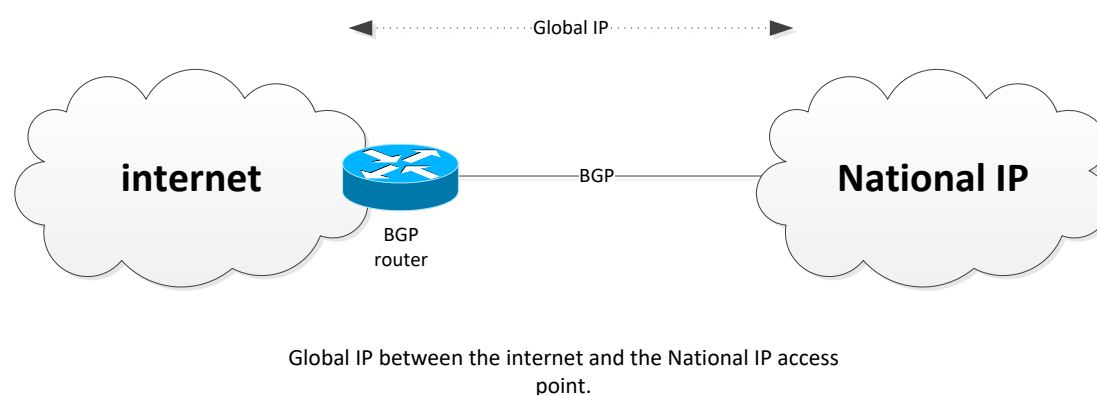 Global IP
internet
BGP
National IP
BGP
router
Global IP between the internet and the National IP access
point.